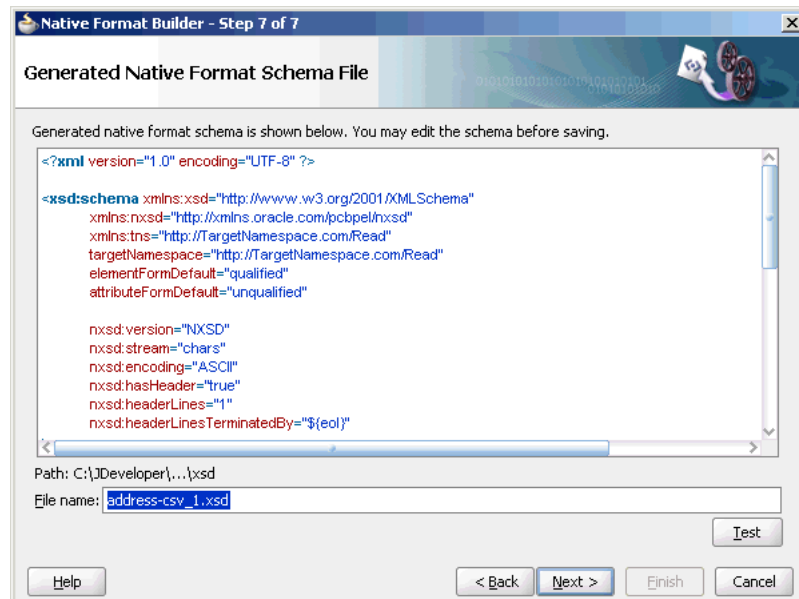 Native Format Builder - Step 7 of 7
Generated Native Format Schema File
Generated native format schema is shown below. You may edit the schema before saving.
<?xml version="1.0" encoding="UTF-8" ?>
<xsd:schema xmlns:xsd="http://www.w3.org/2001/XMLSchema"
xmlns:nxsd="http://xmlns.oracle.com/pcbpel/nxsd"
xmlns:tns="http://TargetNamespace.com/Read"
targetNamespace="http://TargetNamespace.com/Read"
elementFormDefault="qualified"
attributeFormDefault="unqualified"
nxsd:version="NXSD"
nxsd:stream="chars"
nxsd:encoding="ASCII"
nxsd:hasHeader="true"
nxsd:headerLines="1"
nxsd:headerLinesTerminatedBy="${eol}"
Path: C:\JDeveloper\...\xsd
File name: address-csv_1.xsd
Test
Help < Back Next > Finish Cancel